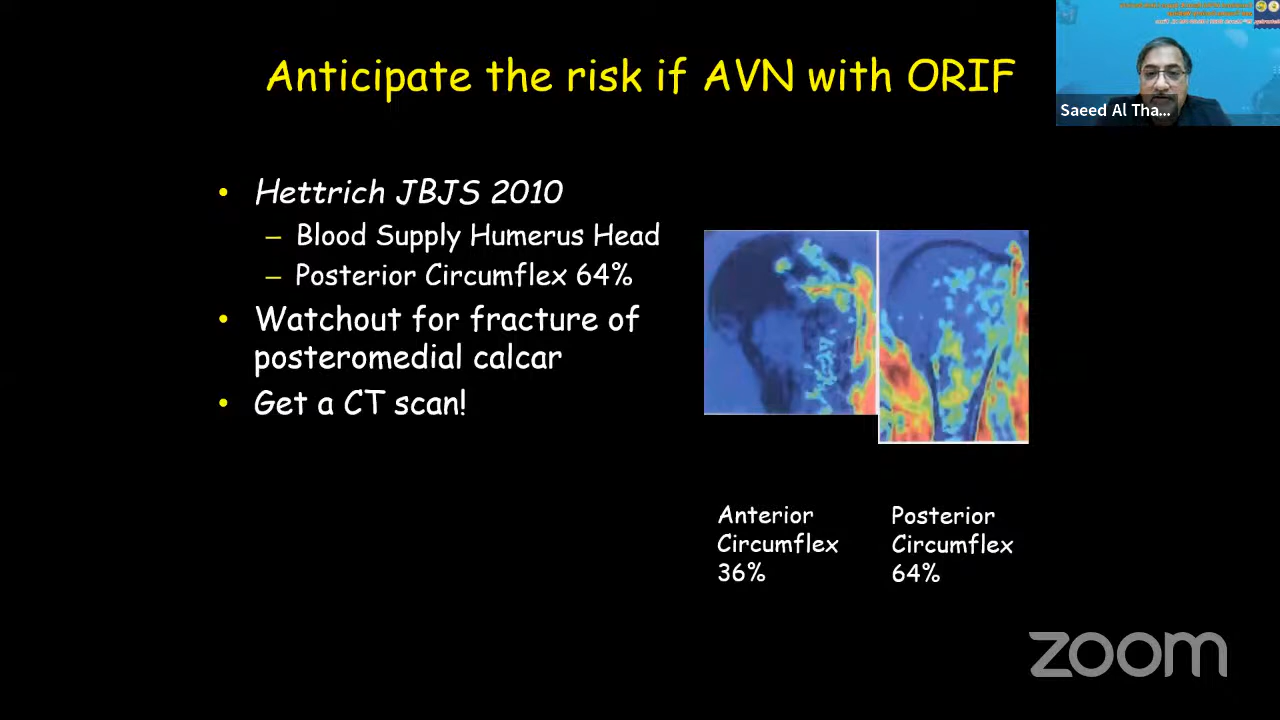 Anticipate the risk if AVN with ORIF
Saeed Al Tha...
• Hettrich JBJS 2010
– Blood Supply Humerus Head
– Posterior Circumflex 64%
• Watchout for fracture of
posteromedial calcar
• Get a CT scan!
Anterior
Circumflex
36%
Posterior
Circumflex
64%
zoom